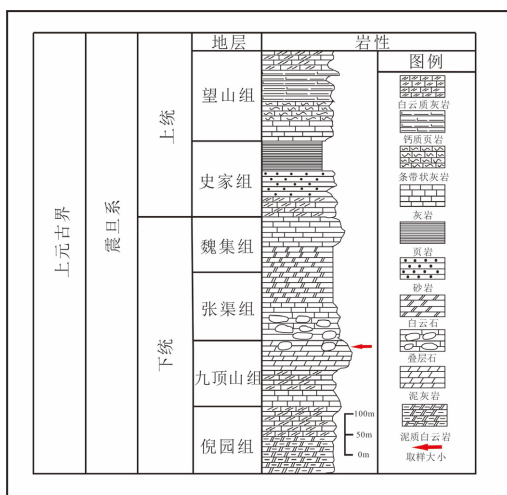 地层
岩性
上元古界
震旦系
上统
下统
望山组
史家组
魏集组
张渠组
九顶山组
倪园组
100m
50m
0m
图例
白云质灰岩
钙质页岩
条带状灰岩
灰岩
页岩
砂岩
白云石
叠层石
泥灰岩
泥质白云岩
取样大小